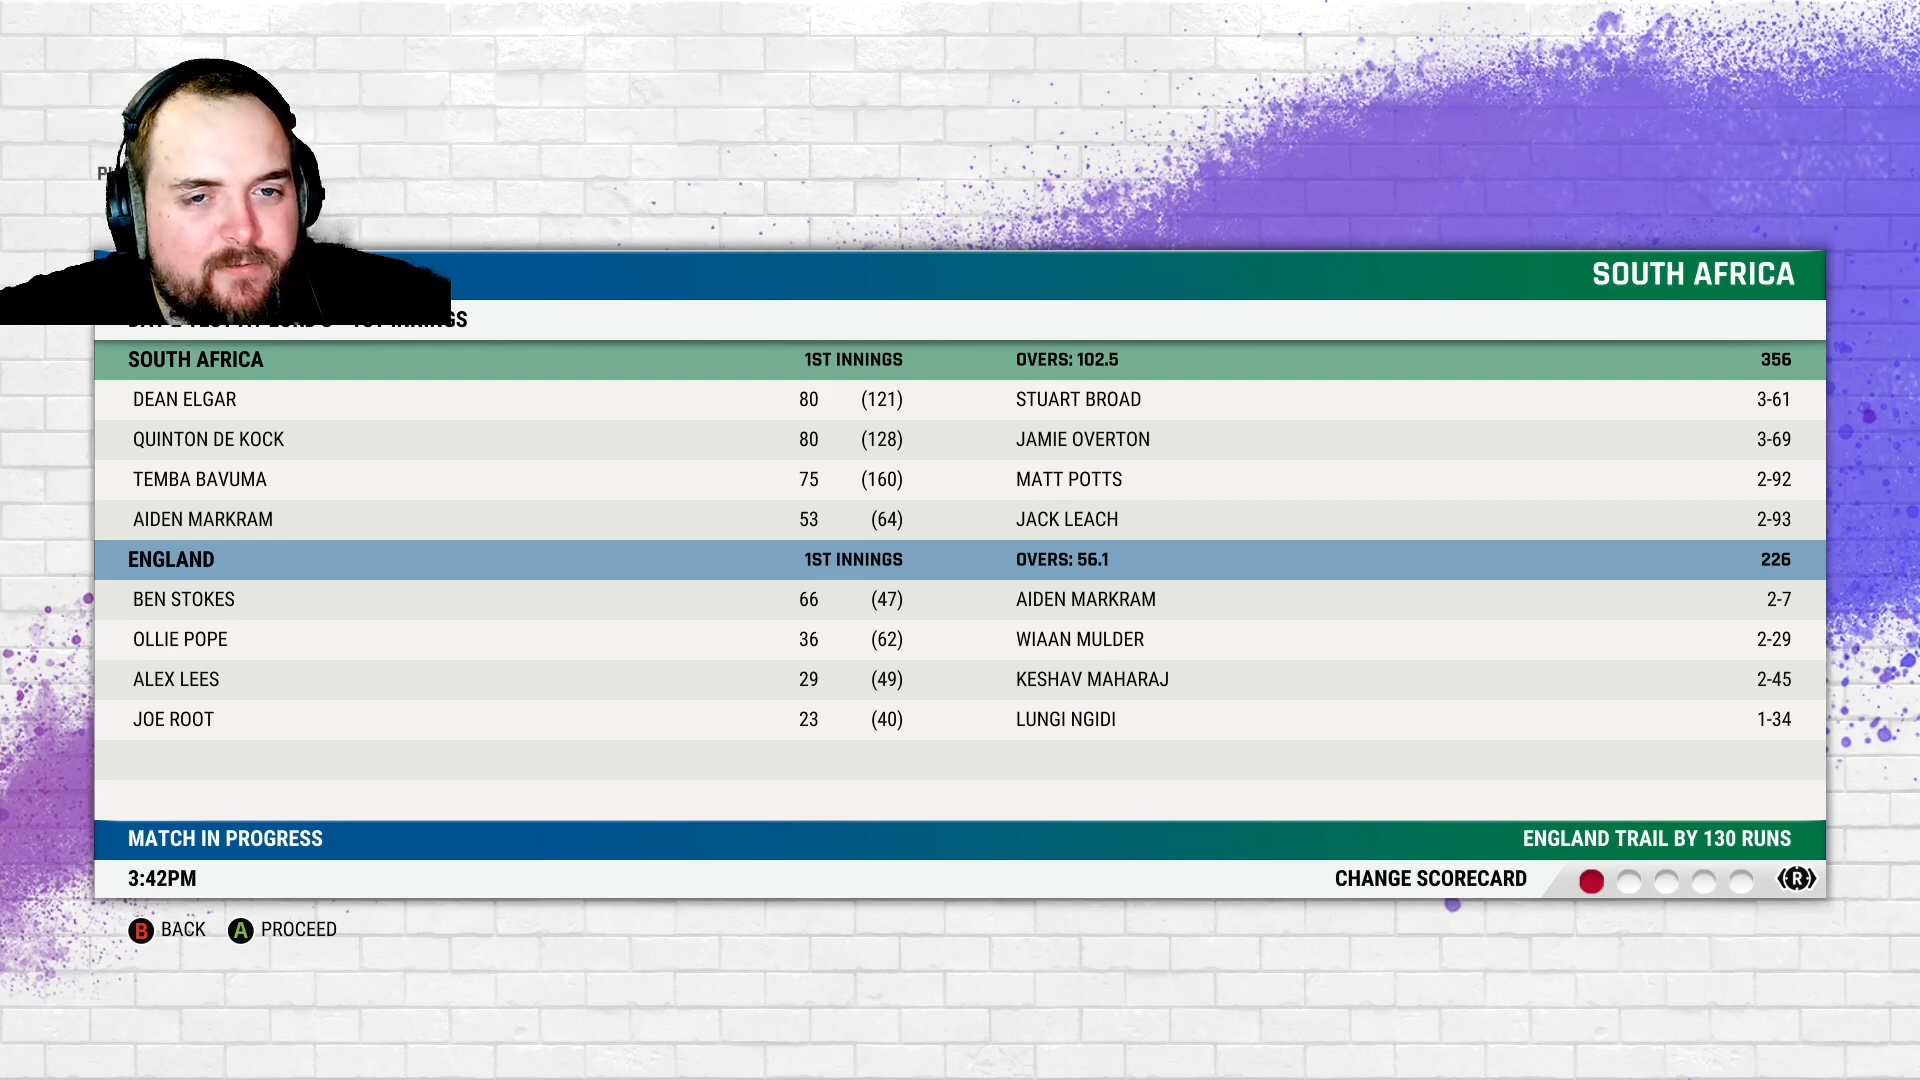 SOUTH AFRICA
1ST INNINGS
SOUTH AFRICA 1ST INNINGS OVERS: 102.5 356
DEAN ELGAR 80 (121) STUART BROAD 3-61
QUINTON DE KOCK 80 (128) JAMIE OVERTON 3-69
TEMBA BAVUMA 75 (160) MATT POTTS 2-92
AIDEN MARKRAM 53 (64) JACK LEACH 2-93
ENGLAND 1ST INNINGS OVERS: 56.1 226
BEN STOKES 66 (47) AIDEN MARKRAM 2-7
OLLIE POPE 36 (62) WIAAN MULDER 2-29
ALEX LEES 29 (49) KESHAV MAHARAJ 2-45
JOE ROOT 23 (40) LUNGI NGIDI 1-34
MATCH IN PROGRESS ENGLAND TRAIL BY 130 RUNS
3:42PM CHANGE SCORECARD R
B BACK A PROCEED